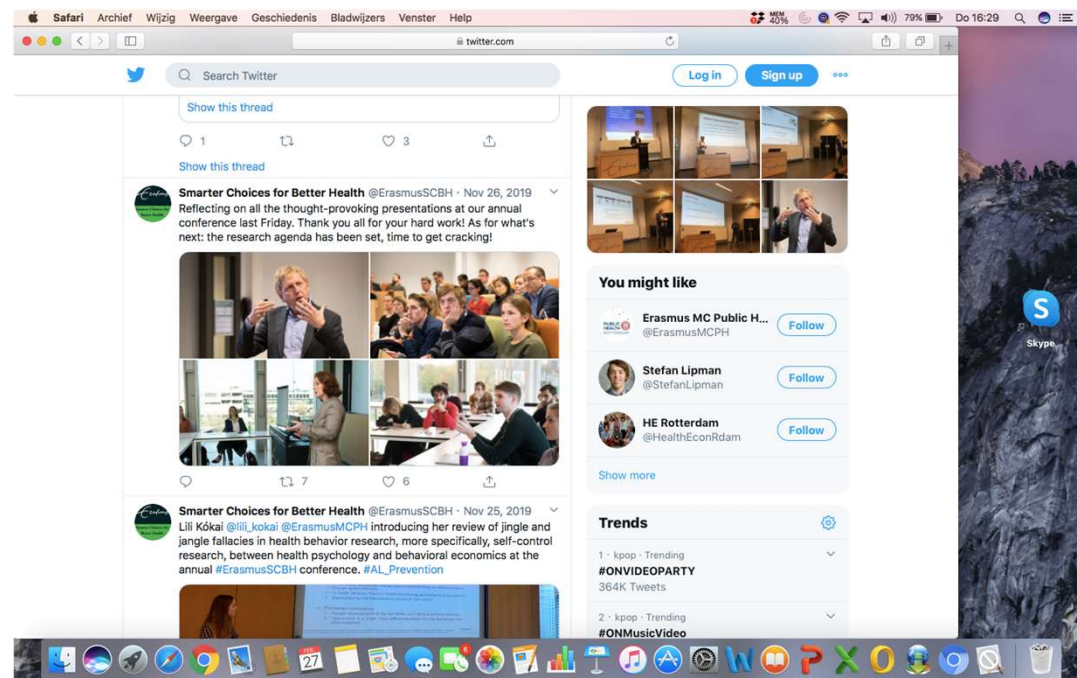 Safari Archief Wijzig Weergave Geschiedenis Bladwijzers Venster Help
MEM 40% 79% Do 16:29
twitter.com
Search Twitter
Log in
Sign up
Show this thread
1 3
Show this thread
Smarter Choices for Better Health @ErasmusSCBH · Nov 26, 2019
Reflecting on all the thought-provoking presentations at our annual
conference last Friday. Thank you all for your hard work! As for what's
next: the research agenda has been set, time to get cracking!
7 6
Smarter Choices for Better Health @ErasmusSCBH · Nov 25, 2019
Lili Kókai @lili_kokai @ErasmusMCPH introducing her review of jingle and
jangle fallacies in health behavior research, more specifically, self-control
research, between health psychology and behavioral economics at the
annual #ErasmusSCBH conference. #AL_Prevention
You might like
Erasmus MC Public H...
@ErasmusMCPH
Follow
Stefan Lipman
@StefanLipman
Follow
HE Rotterdam
@HealthEconRdam
Follow
Show more
Trends
1 · kpop · Trending
#ONVIDEOPARTY
364K Tweets
2 · kpop · Trending
#ONMusicVideo
Skype
27